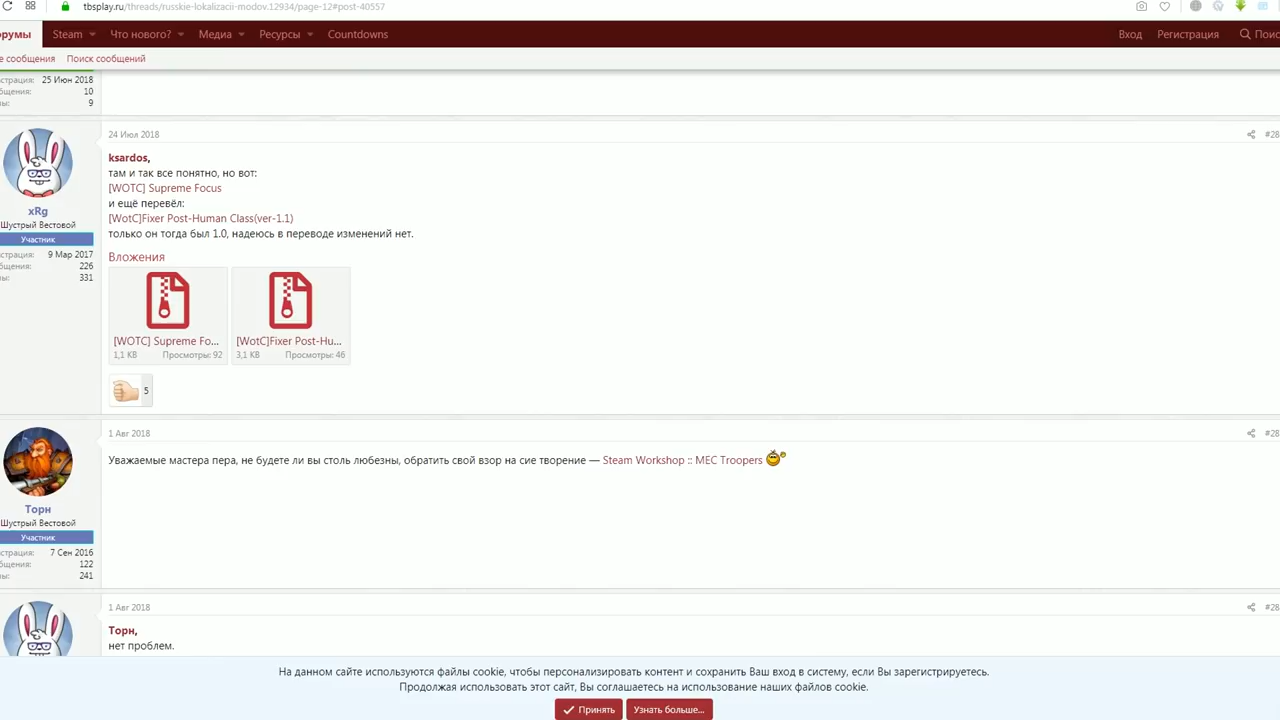 tbsplay.ru/threads/russkie-lokalizacii-modov.12934/page-12#post-40557
орумы Steam Что нового? Медиа Ресурсы Countdowns Вход Регистрация Поис
е сообщения Поиск сообщений
страция: 25 Июн 2018
бщения: 10
ы: 9
24 Июл 2018 #28
ksardos,
там и так все понятно, но вот:
[WOTC] Supreme Focus
и ещё перевёл:
[WotC]Fixer Post-Human Class(ver-1.1)
только он тогда был 1.0, надеюсь в переводе изменений нет.
xRg
Шустрый Вестовой
Участник
страция: 9 Мар 2017
бщения: 226
ы: 331
Вложения
[WOTC] Supreme Fo... [WotC]Fixer Post-Hu...
1,1 KB Просмотры: 92 3,1 KB Просмотры: 46
5
1 Авг 2018 #28
Уважаемые мастера пера, не будете ли вы столь любезны, обратить свой взор на сие творение — Steam Workshop :: MEC Troopers
Торн
Шустрый Вестовой
Участник
страция: 7 Сен 2016
бщения: 122
ы: 241
1 Авг 2018 #28
Торн,
нет проблем.
На данном сайте используются файлы cookie, чтобы персонализировать контент и сохранить Ваш вход в систему, если Вы зарегистрируетесь.
Продолжая использовать этот сайт, Вы соглашаетесь на использование наших файлов cookie.
Принять Узнать больше...